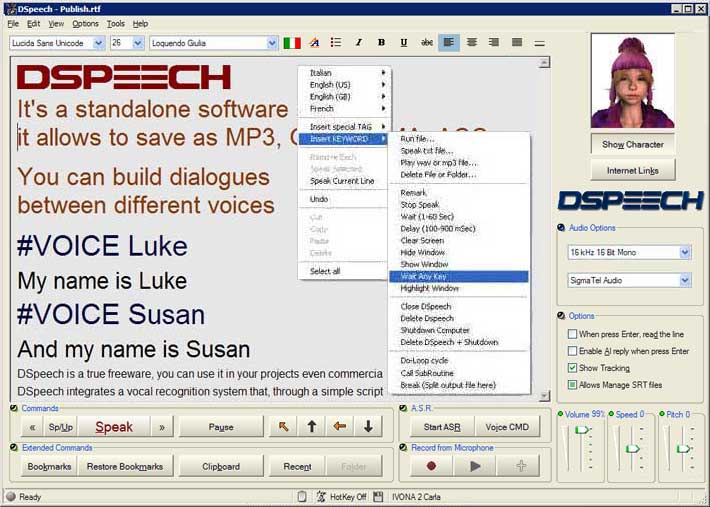 DSpeech - Publish.rtf
File Edit View Options Tools Help
Lucida Sans Unicode 26 Loquendo Giulia A I B U abc
DSPEECH
It's a standalone software
it allows to save as MP3,
You can build dialogues
between different voices
#VOICE Luke
My name is Luke
#VOICE Susan
And my name is Susan
DSpeech is a true freeware, you can use it in your projects even commercia
DSpeech integrates a vocal recognition system that, through a simple script
Italian
English (US)
English (GB)
French
Insert special TAG
Insert KEYWORD
Remove Tech
Speak Selected
Speak Current Line
Undo
Cut
Copy
Paste
Delete
Select all
Run file...
Speak txt file...
Play wav or mp3 file...
Delete File or Folder...
Remark
Stop Speak
Wait (1-60 Sec)
Delay (100-900 mSec)
Clear Screen
Hide Window
Show Window
Wait Any Key
Highlight Window
Close DSpeech
Delete Dspeech
Shutdown Computer
Delete DSpeech + Shutdown
Do-Loop cycle
Call SubRoutine
Break (Split output file here)
Show Character
Internet Links
DSPEECH
Audio Options
16 kHz 16 Bit Mono
SigmaTel Audio
Options
When press Enter, read the line
Enable AI reply when press Enter
Show Tracking
Allows Manage SRT files
Commands
« Sp/Up Speak » Pause
A.S.R.
Start ASR Voice CMD
Volume 99% Speed 0 Pitch 0
Extended Commands
Bookmarks Restore Bookmarks Clipboard Recent Folder
Record from Microphone
Ready HotKey Off IVONA 2 Carla